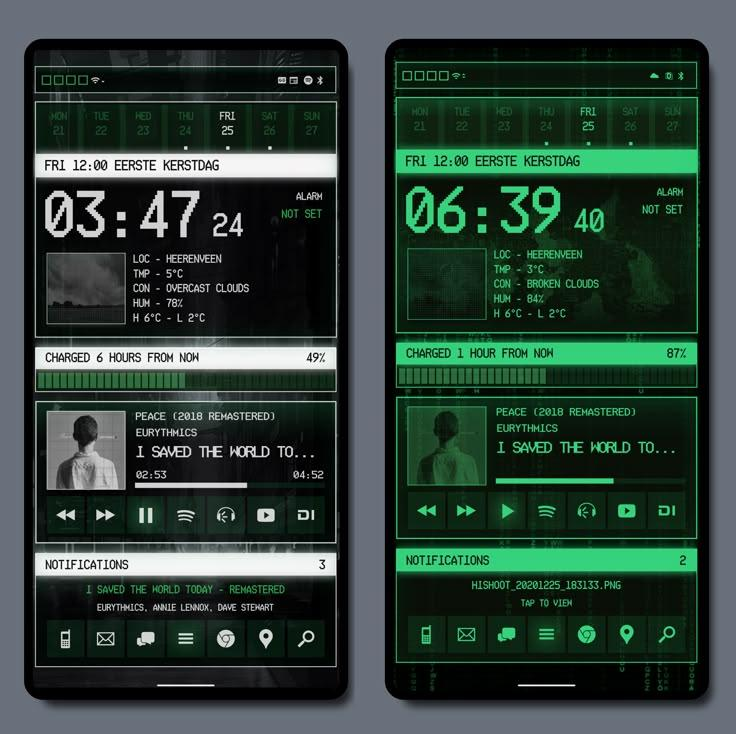 MON TUE WED THU FRI SAT SUN
21 22 23 24 25 26 27
FRI 12:00 EERSTE KERSTDAG
03:47 24
ALARM
NOT SET
LOC - HEERENVEEN
TMP - 5°C
CON - OVERCAST CLOUDS
HUM - 78%
H 6°C - L 2°C
CHARGED 6 HOURS FROM NOW 49%
PEACE (2018 REMASTERED)
EURYTHMICS
I SAVED THE WORLD TO...
02:53 04:52
DI
NOTIFICATIONS 3
I SAVED THE WORLD TODAY - REMASTERED
EURYTHMICS, ANNIE LENNOX, DAVE STEWART
MON TUE WED THU FRI SAT SUN
21 22 23 24 25 26 27
FRI 12:00 EERSTE KERSTDAG
06:39 40
ALARM
NOT SET
LOC - HEERENVEEN
TMP - 3°C
CON - BROKEN CLOUDS
HUM - 84%
H 6°C - L 2°C
CHARGED 1 HOUR FROM NOW 87%
PEACE (2018 REMASTERED)
EURYTHMICS
I SAVED THE WORLD TO...
DI
NOTIFICATIONS 2
HISHOOT_20201225_183133.PNG
TAP TO VIEW